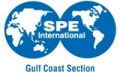 SPE
International
Gulf Coast Section